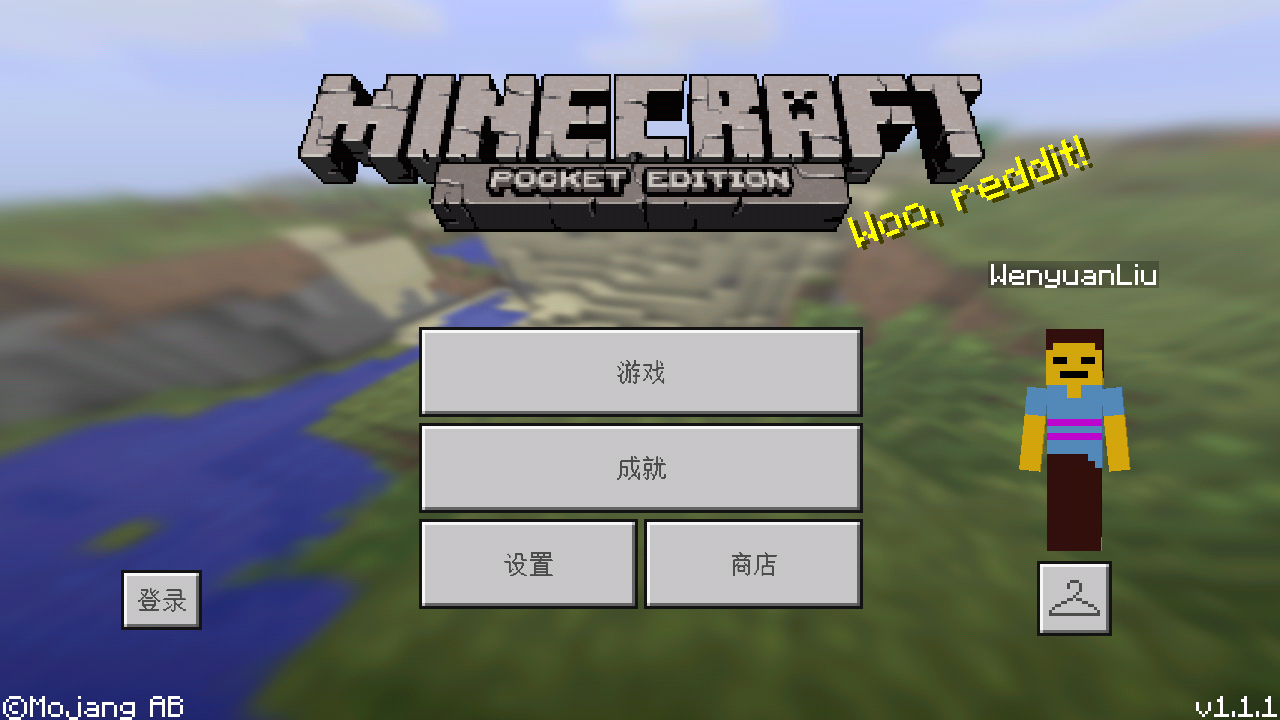 MINECRAFT
POCKET EDITION
Woo, reddit!
WenyuanLiu
游戏
成就
设置
商店
登录
©Mojang AB
v1.1.1